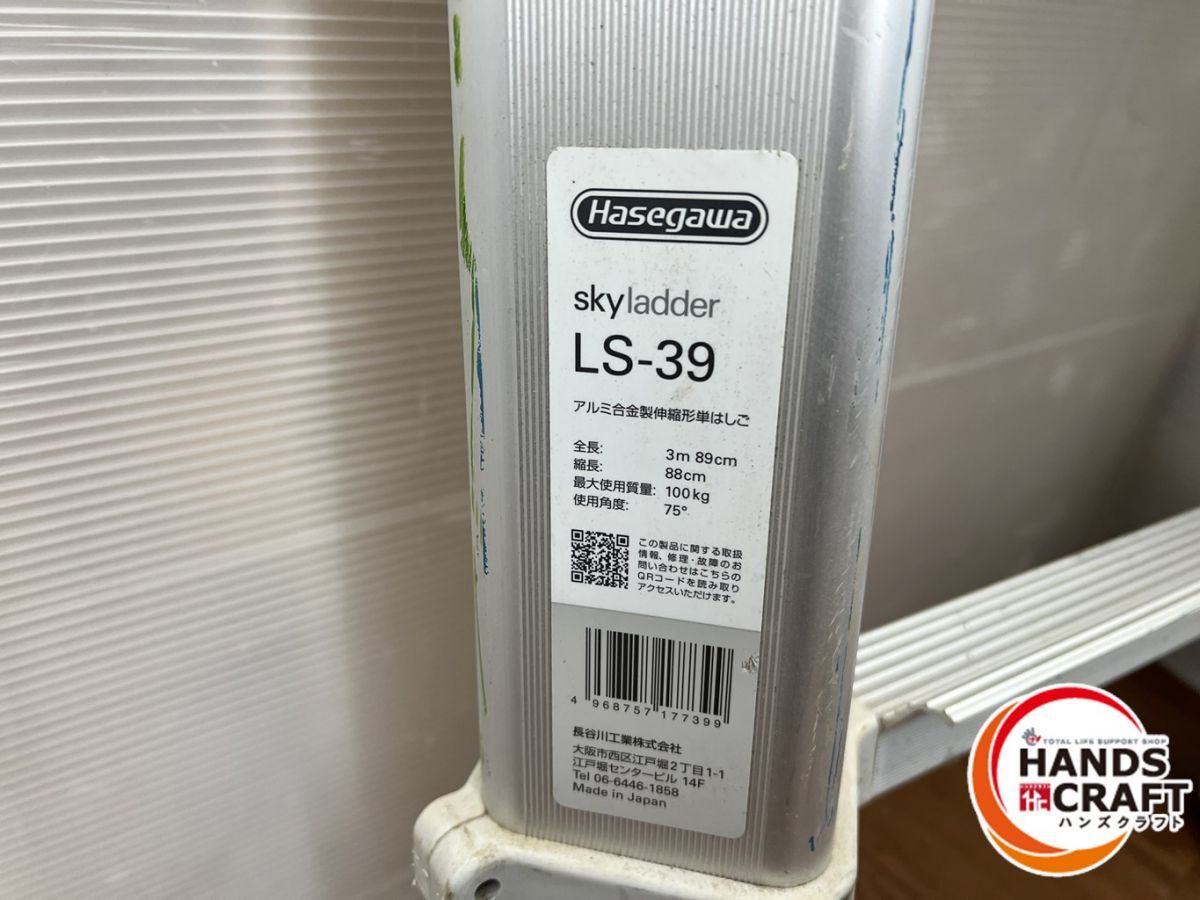 Hasegawa
skyladder
LS-39
アルミ合金製伸縮形単はしご
全長: 3m 89cm
縮長: 88cm
最大使用質量: 100kg
使用角度: 75°
この製品に関する取扱
情報、修理・故障のお
問い合わせはこちらの
QRコードを読み取り
アクセスいただけます。
4 968757 177399
長谷川工業株式会社
大阪市西区江戸堀2丁目1-1
江戸堀センタービル 14F
Tel 06-6446-1858
Made in Japan
1
TOTAL LIFE SUPPORT SHOP
HANDS
CRAFT
ハンズクラフト